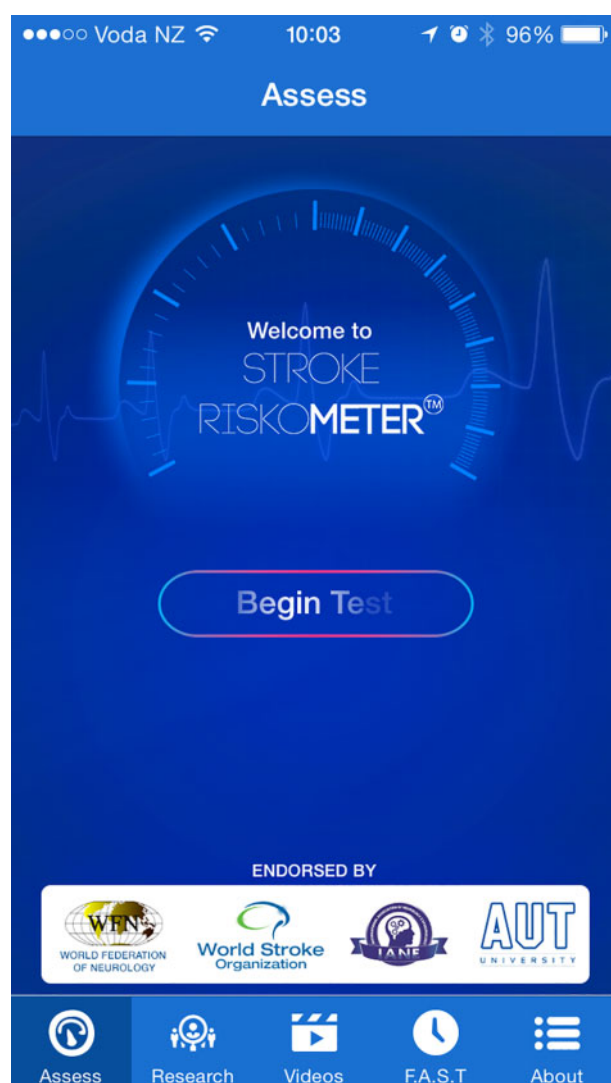 Voda NZ 10:03 96%
Assess
Welcome to
STROKE
RISKOMETER™
Begin Test
ENDORSED BY
WFN
WORLD FEDERATION
OF NEUROLOGY
World Stroke
Organization
IANE
AUT
UNIVERSITY
Assess Research Videos F.A.S.T About